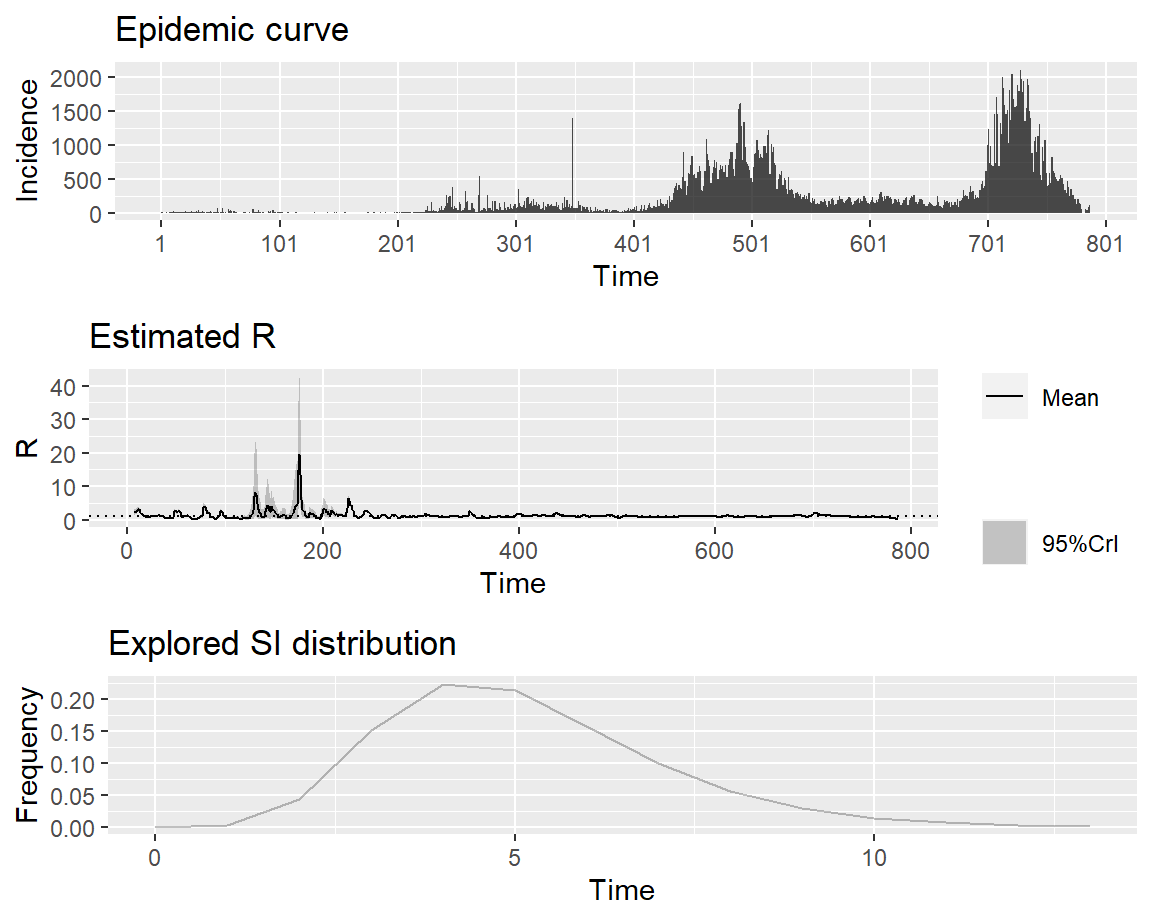 Epidemic curve
Incidence
2000
1500
1000
500
0
1 101 201 301 401 501 601 701 801
Time
Estimated R
R
40
30
20
10
0
0 200 400 600 800
Time
Mean
95%CrI
Explored SI distribution
Frequency
0.20
0.15
0.10
0.05
0.00
0 5 10
Time